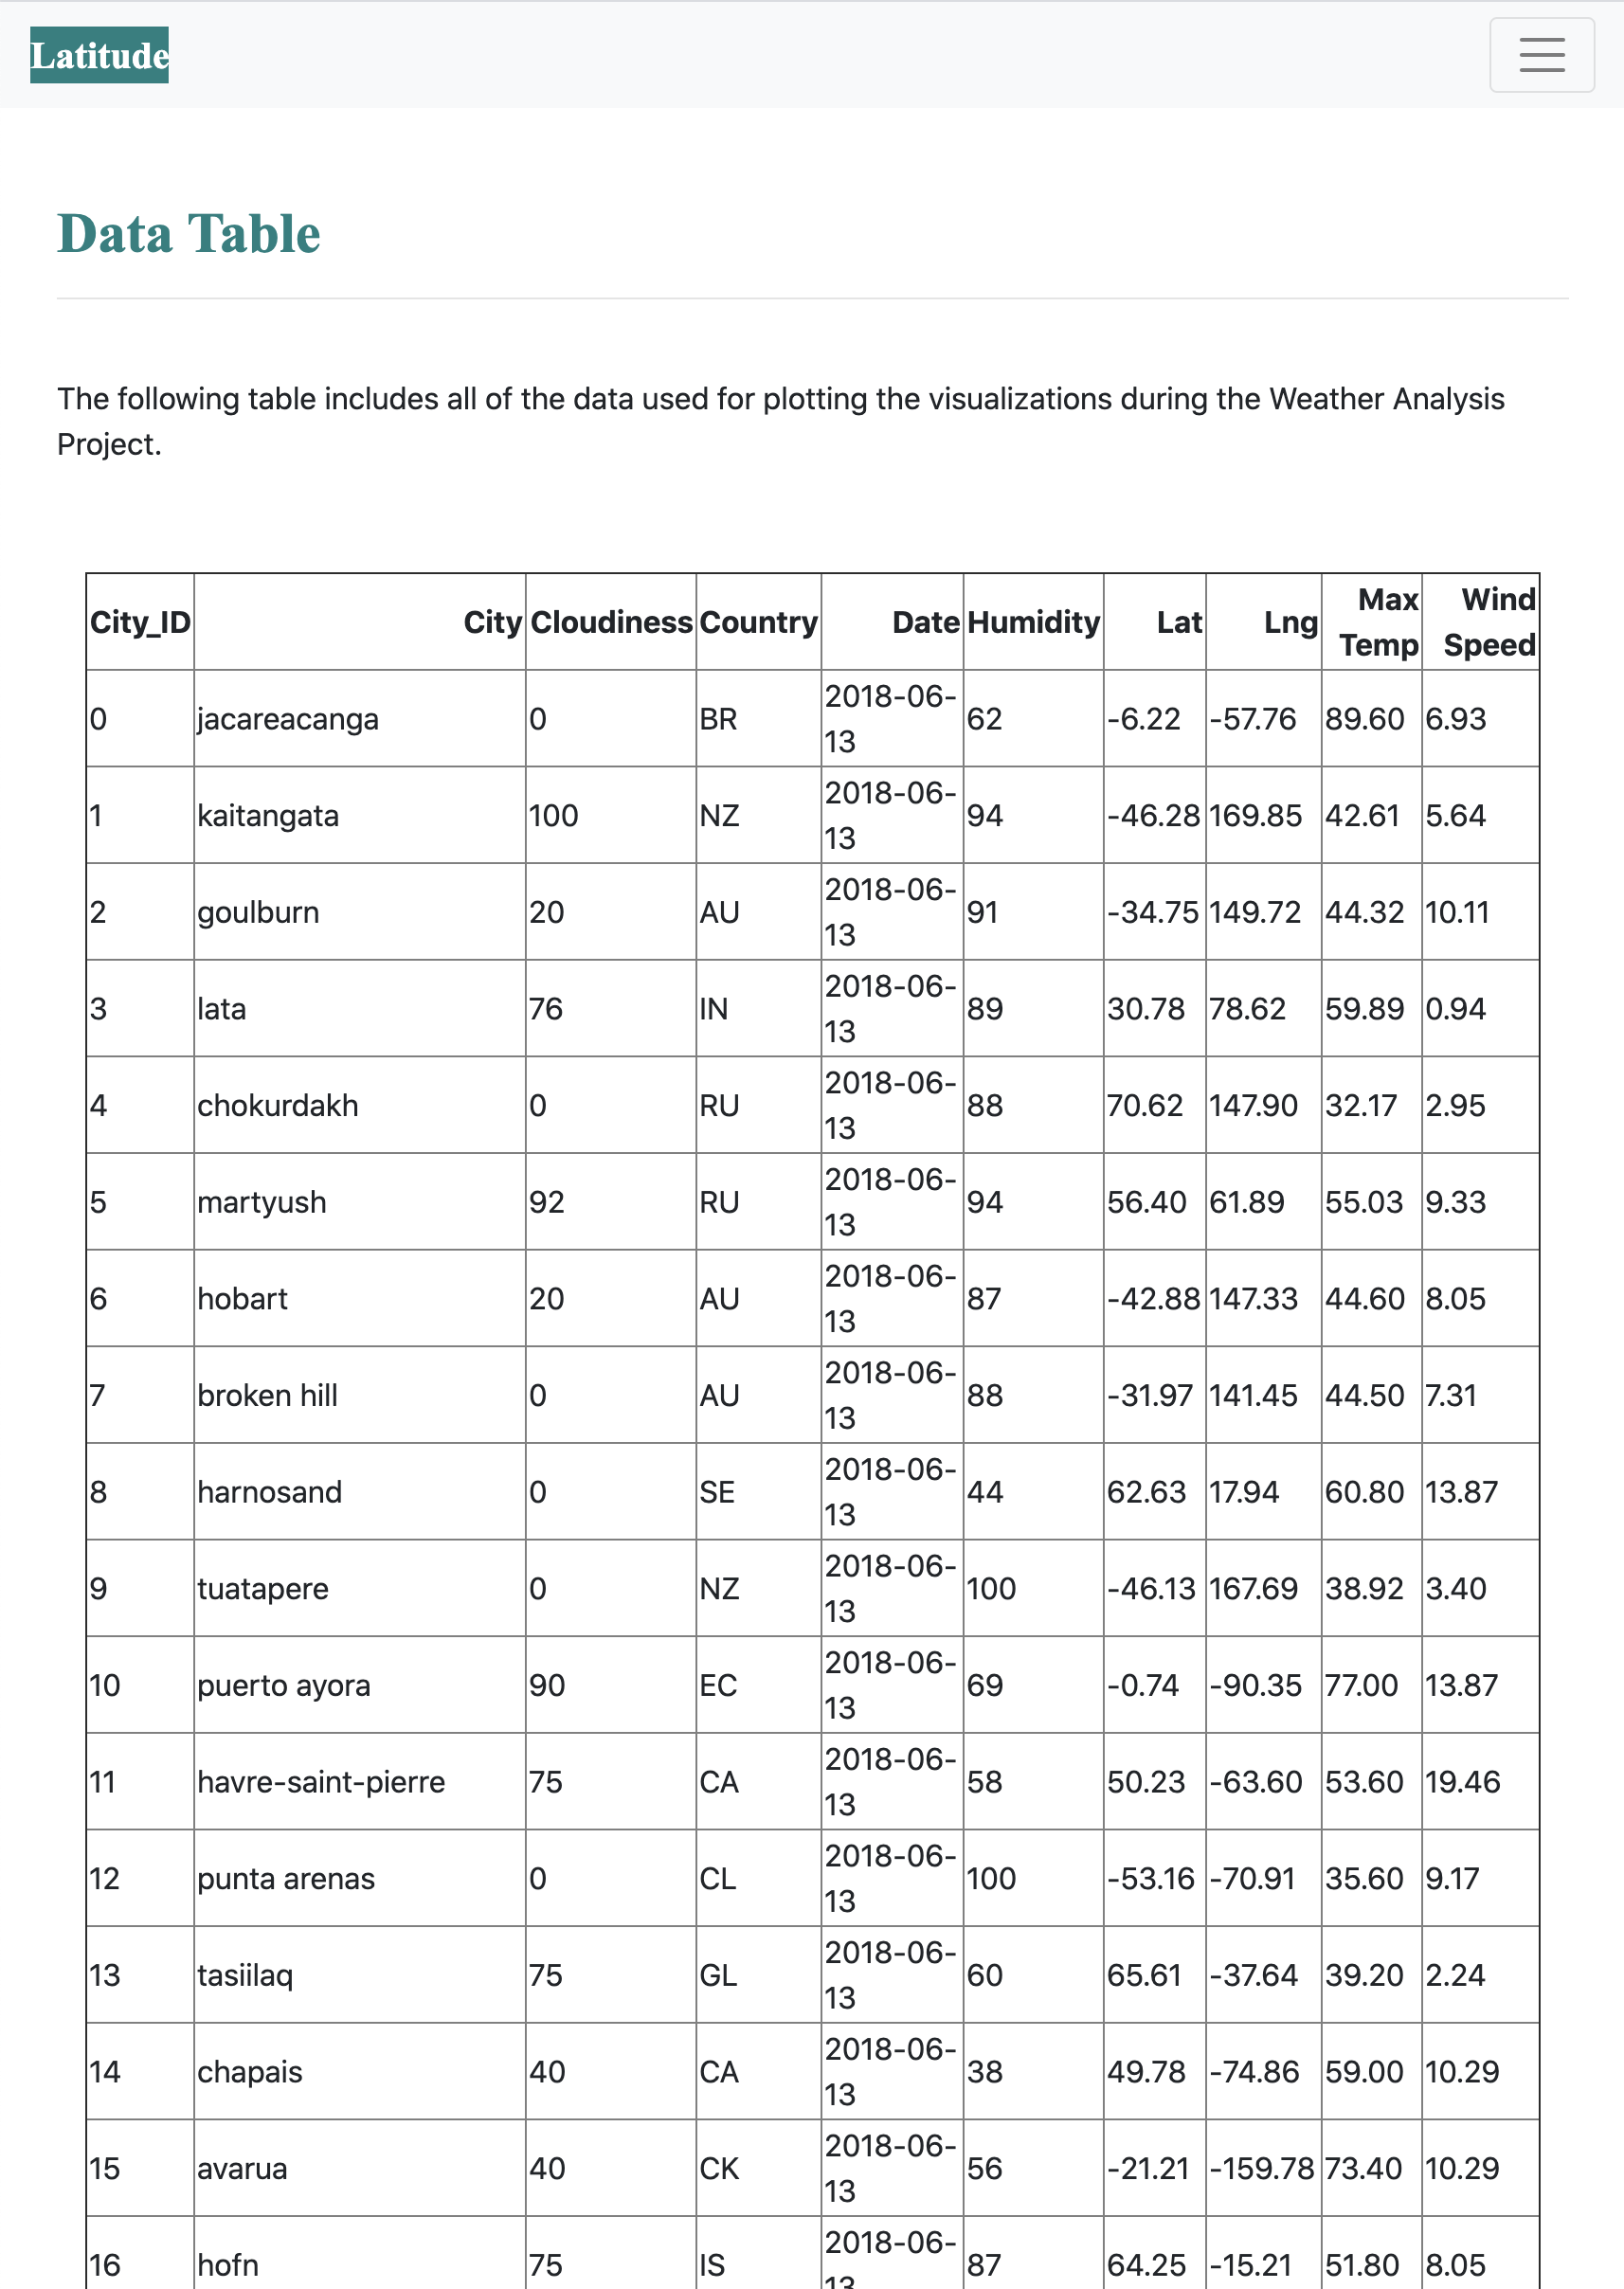 Latitude
Data Table
The following table includes all of the data used for plotting the visualizations during the Weather Analysis
Project.
City_ID City Cloudiness Country Date Humidity Lat Lng Max Temp Wind Speed
0 jacareacanga 0 BR 2018-06-13 62 -6.22 -57.76 89.60 6.93
1 kaitangata 100 NZ 2018-06-13 94 -46.28 169.85 42.61 5.64
2 goulburn 20 AU 2018-06-13 91 -34.75 149.72 44.32 10.11
3 lata 76 IN 2018-06-13 89 30.78 78.62 59.89 0.94
4 chokurdakh 0 RU 2018-06-13 88 70.62 147.90 32.17 2.95
5 martyush 92 RU 2018-06-13 94 56.40 61.89 55.03 9.33
6 hobart 20 AU 2018-06-13 87 -42.88 147.33 44.60 8.05
7 broken hill 0 AU 2018-06-13 88 -31.97 141.45 44.50 7.31
8 harnosand 0 SE 2018-06-13 44 62.63 17.94 60.80 13.87
9 tuatapere 0 NZ 2018-06-13 100 -46.13 167.69 38.92 3.40
10 puerto ayora 90 EC 2018-06-13 69 -0.74 -90.35 77.00 13.87
11 havre-saint-pierre 75 CA 2018-06-13 58 50.23 -63.60 53.60 19.46
12 punta arenas 0 CL 2018-06-13 100 -53.16 -70.91 35.60 9.17
13 tasiilaq 75 GL 2018-06-13 60 65.61 -37.64 39.20 2.24
14 chapais 40 CA 2018-06-13 38 49.78 -74.86 59.00 10.29
15 avarua 40 CK 2018-06-13 56 -21.21 -159.78 73.40 10.29
16 hofn 75 IS 2018-06-13 87 64.25 -15.21 51.80 8.05